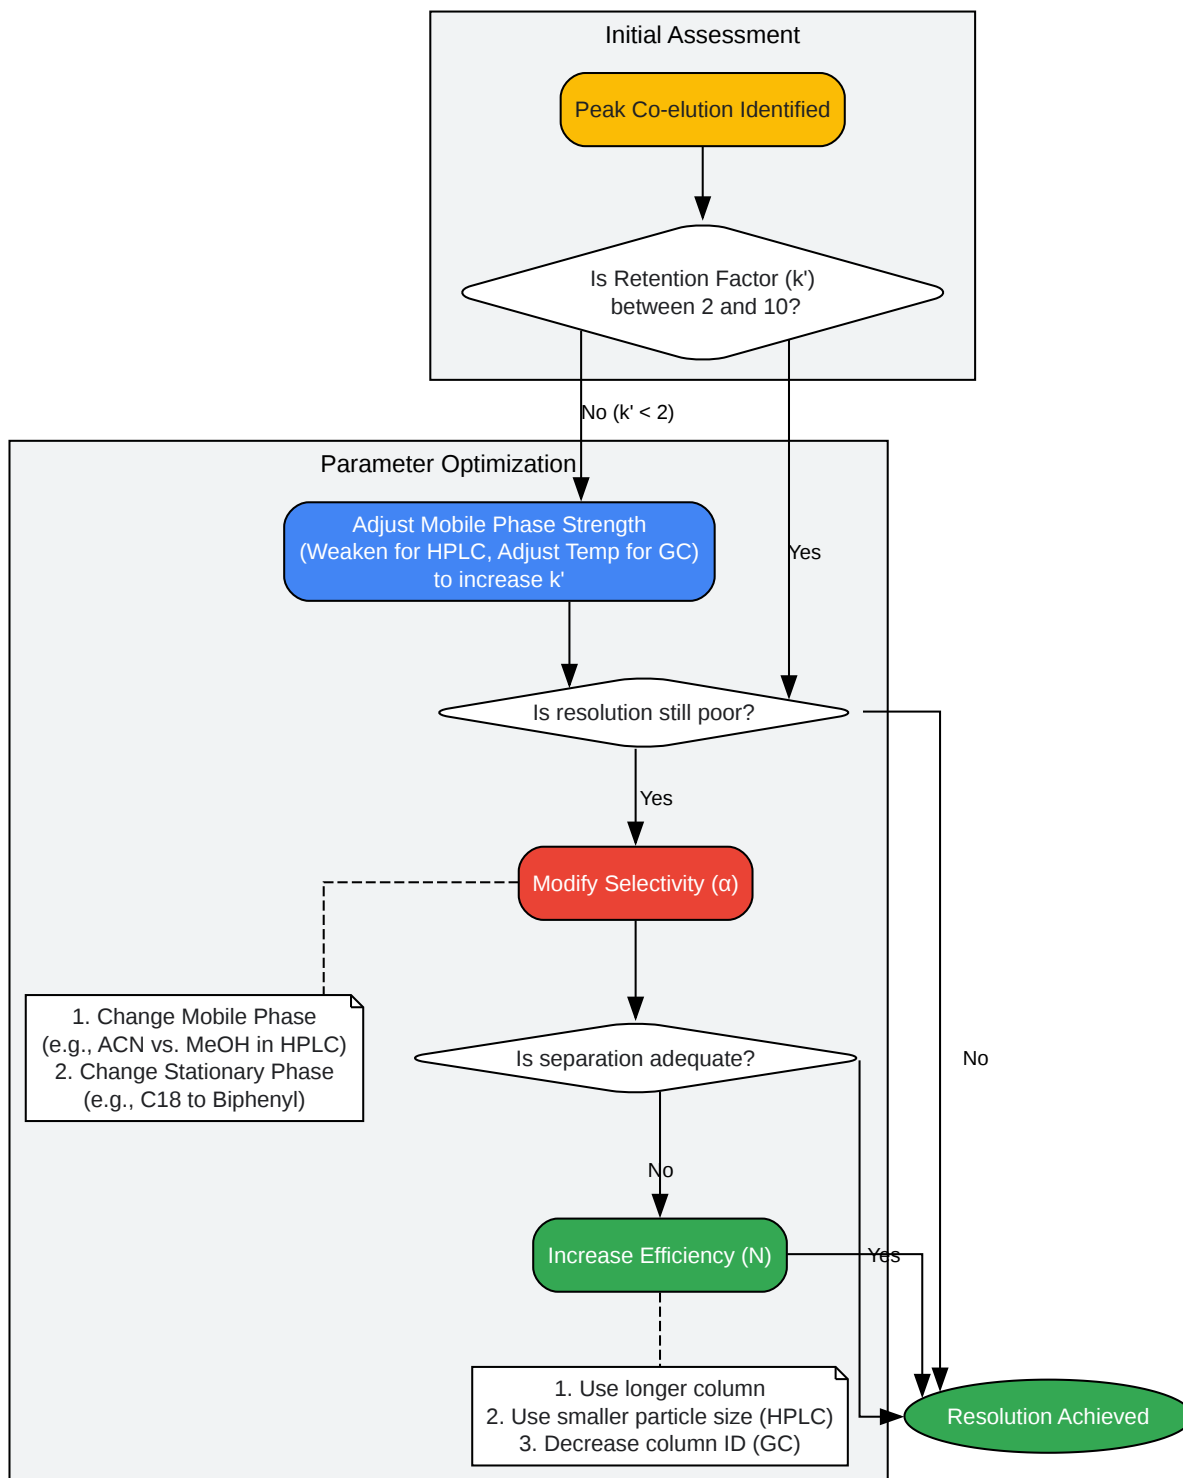 Initial Assessment
Peak Co-elution Identified
Is Retention Factor (k')
between 2 and 10?
No (k' < 2)
Parameter Optimization
Adjust Mobile Phase Strength
(Weaken for HPLC, Adjust Temp for GC)
to increase k'
Yes
Is resolution still poor?
Yes
Modify Selectivity (α)
1. Change Mobile Phase
(e.g., ACN vs. MeOH in HPLC)
2. Change Stationary Phase
(e.g., C18 to Biphenyl)
Is separation adequate?
No
No
Increase Efficiency (N)
Yes
1. Use longer column
2. Use smaller particle size (HPLC)
3. Decrease column ID (GC)
Resolution Achieved